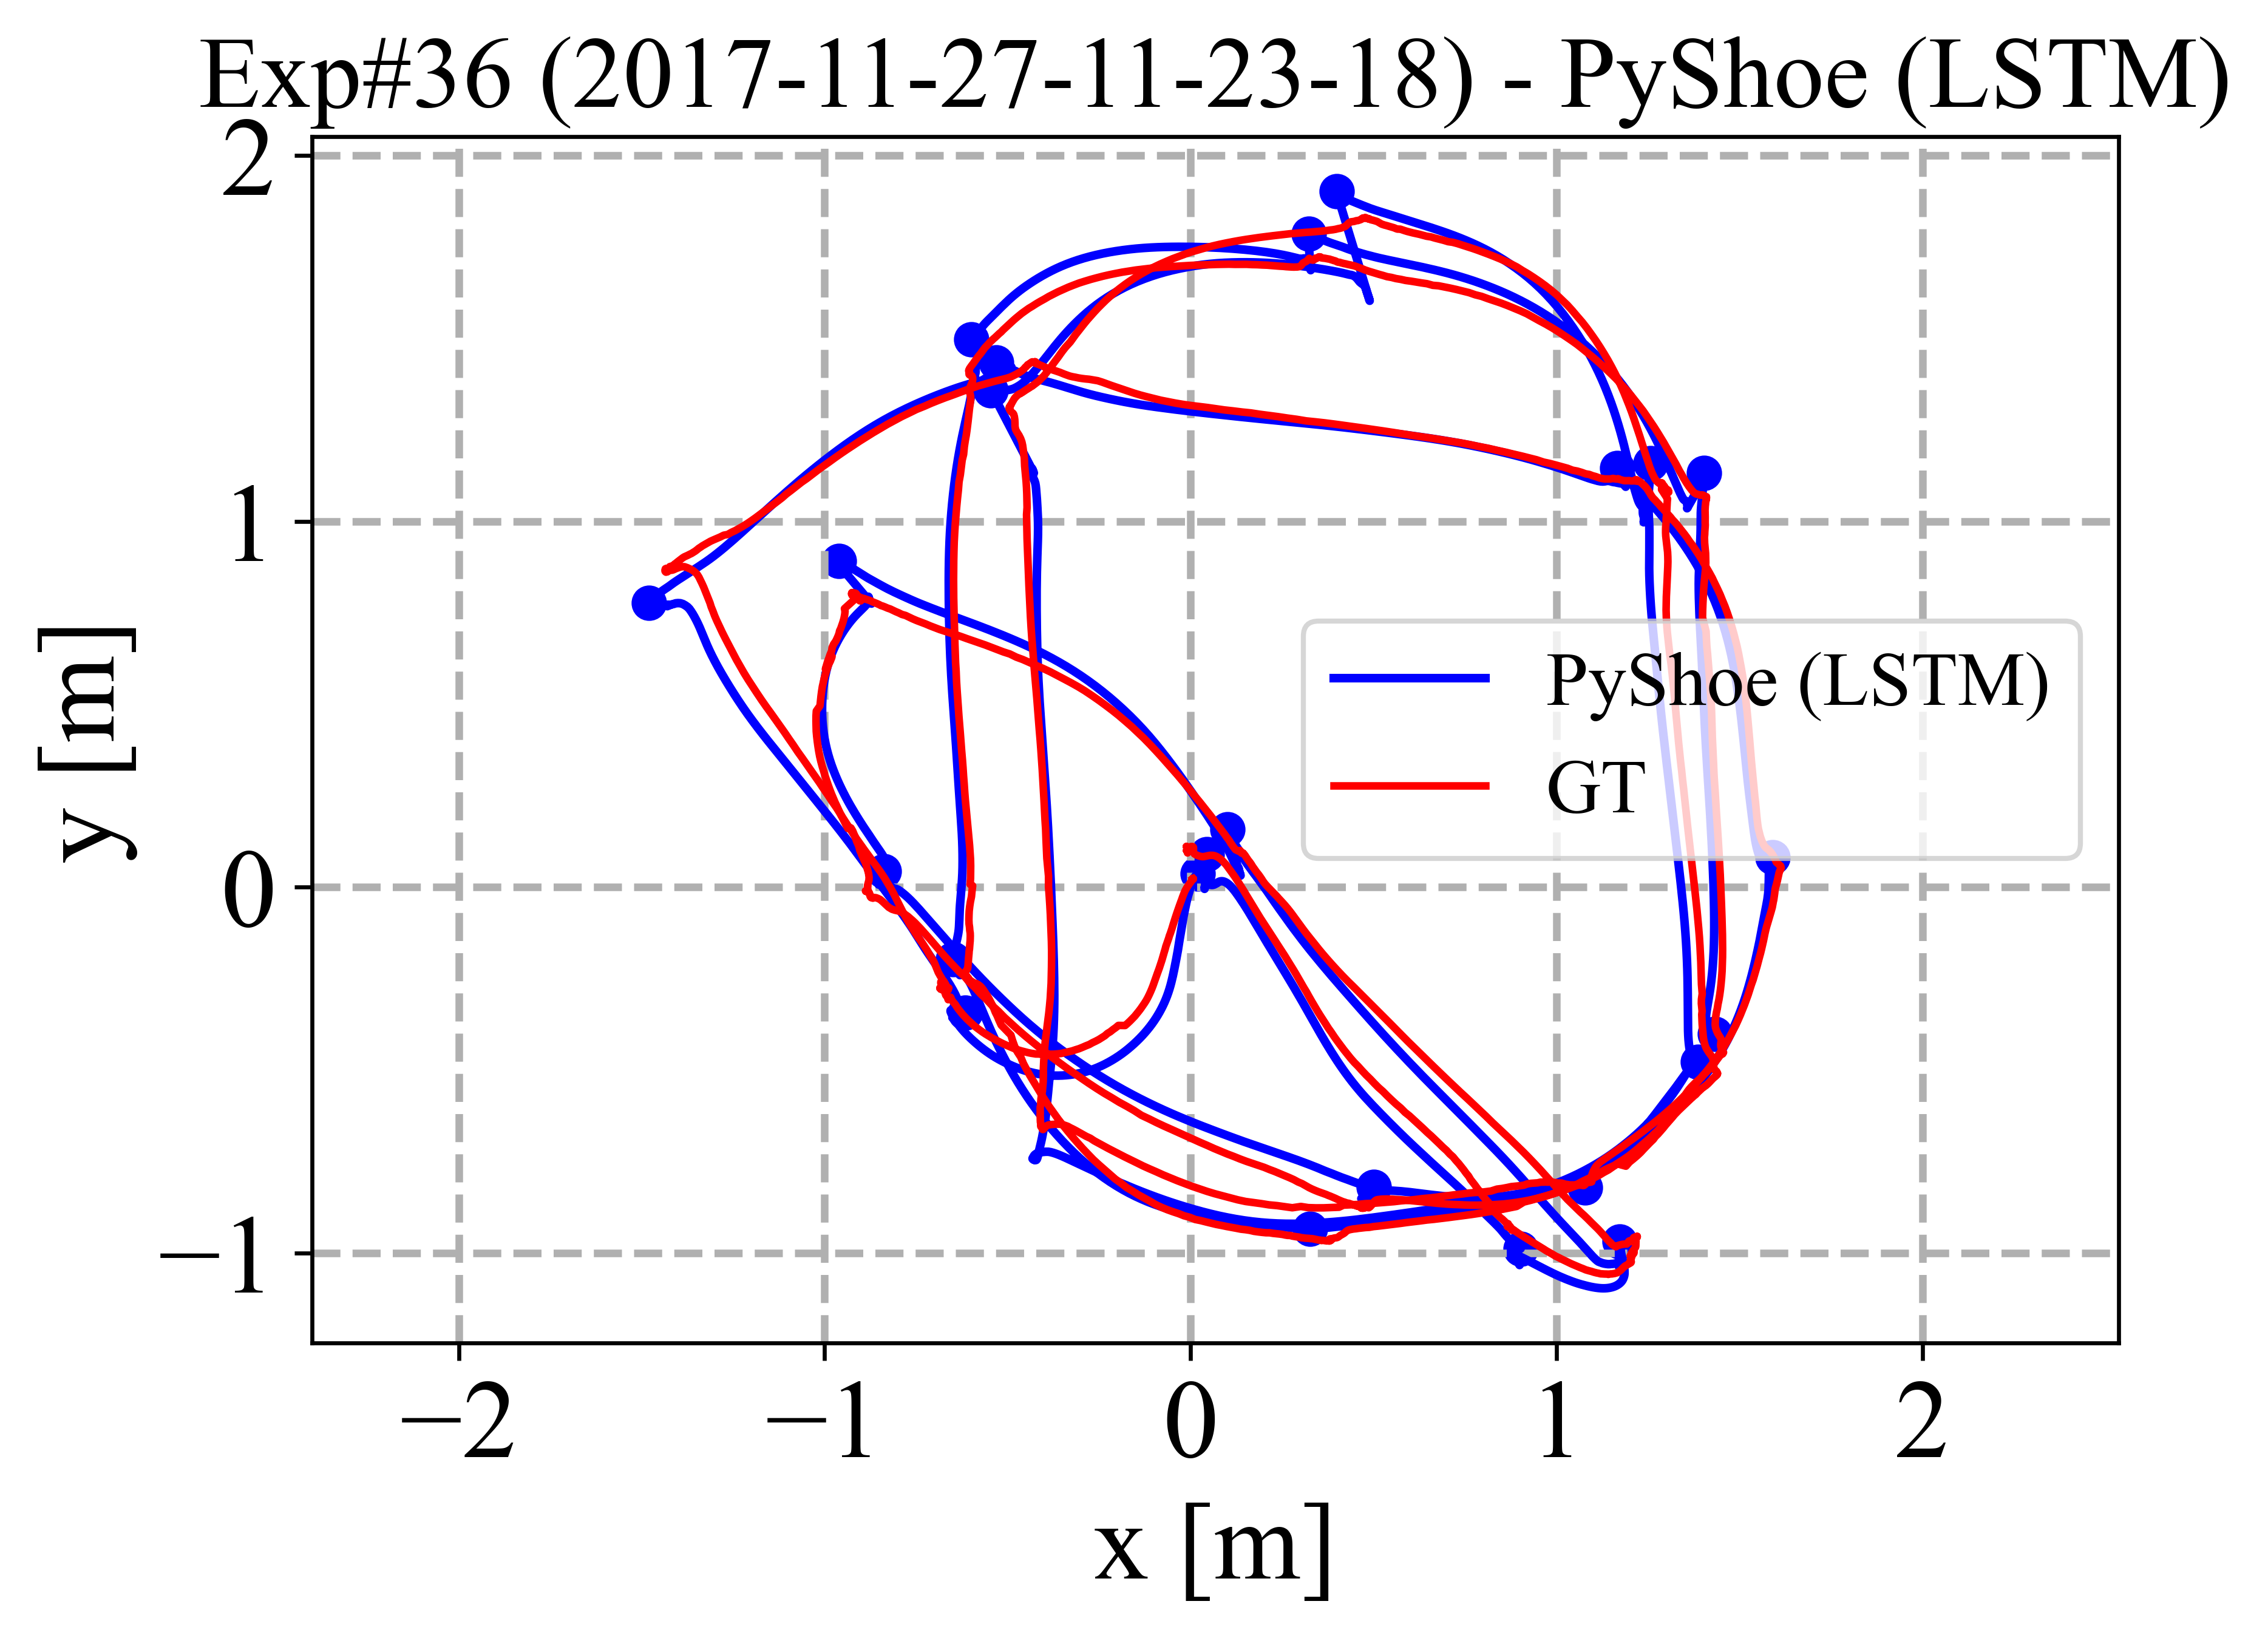 Exp#36 (2017-11-27-11-23-18) - PyShoe (LSTM)
2
1
0
−1
y [m]
PyShoe (LSTM)
GT
−2 −1 0 1 2
x [m]